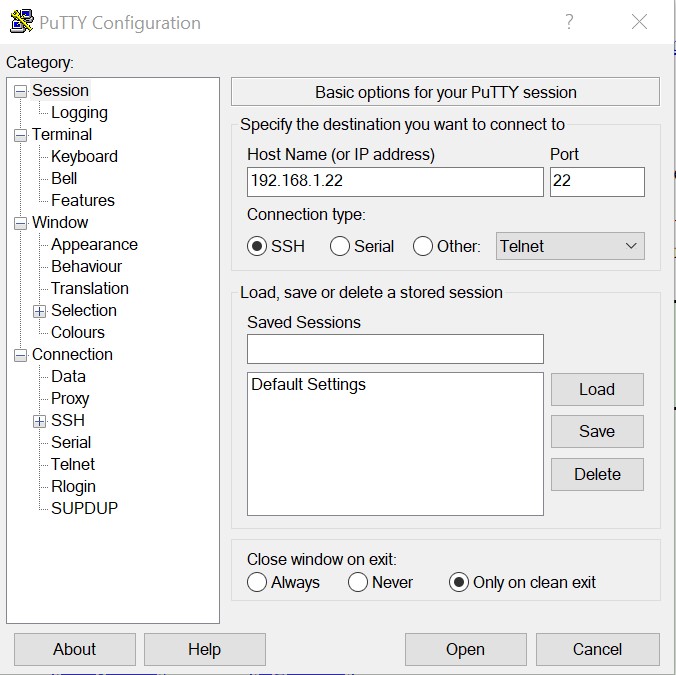 PuTTY Configuration
?
Category:
Session
Logging
Terminal
Keyboard
Bell
Features
Window
Appearance
Behaviour
Translation
Selection
Colours
Connection
Data
Proxy
SSH
Serial
Telnet
Rlogin
SUPDUP
Basic options for your PuTTY session
Specify the destination you want to connect to
Host Name (or IP address) Port
192.168.1.22 22
Connection type:
SSH Serial Other: Telnet
Load, save or delete a stored session
Saved Sessions
Default Settings
Load
Save
Delete
Close window on exit:
Always Never Only on clean exit
About Help Open Cancel